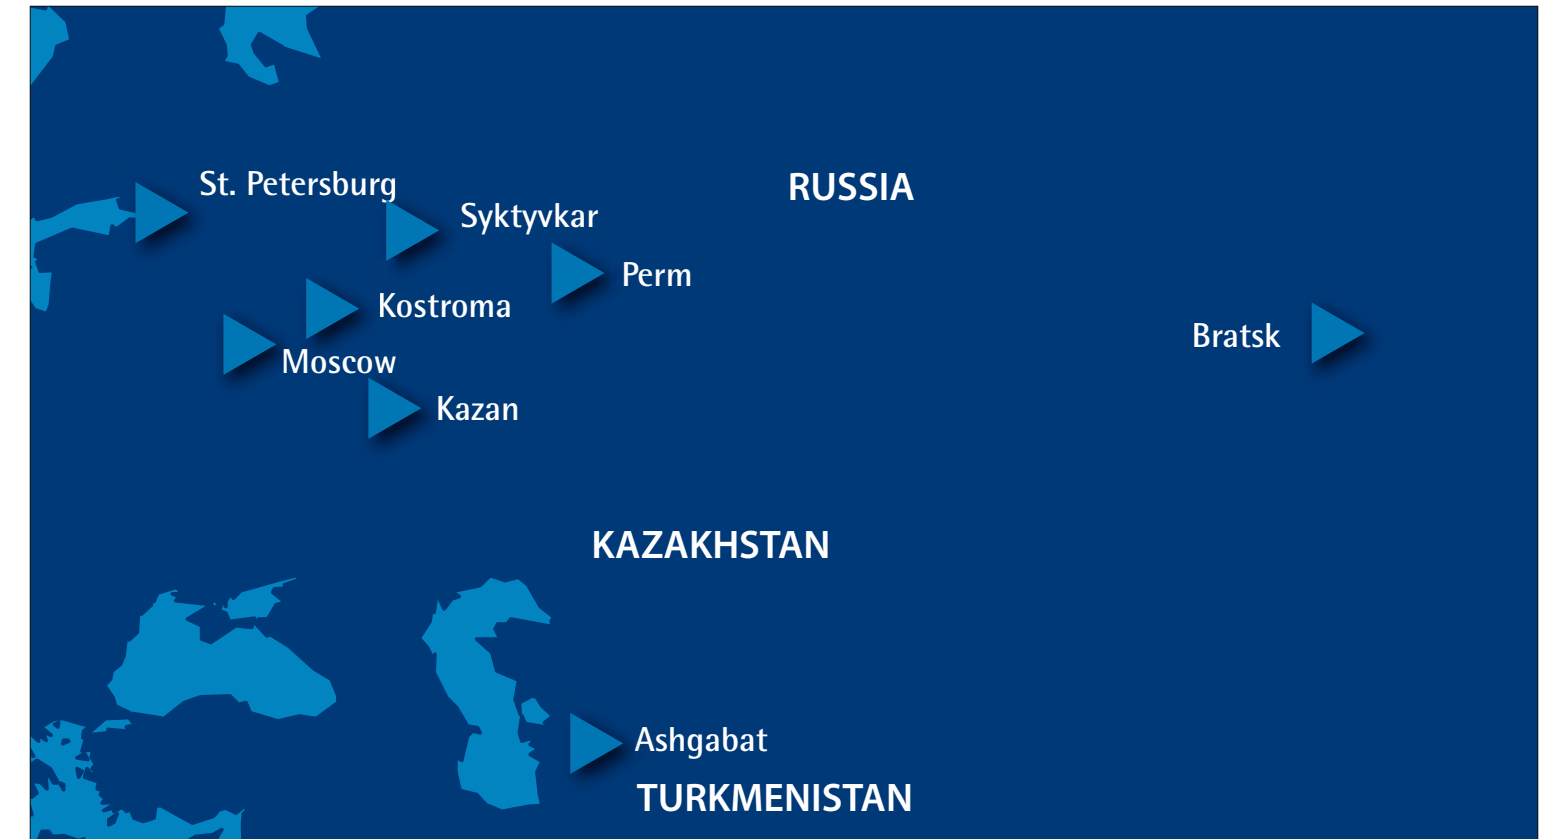 St. Petersburg
RUSSIA
Syktyvkar
Perm
Kostroma
Bratsk
Moscow
Kazan
KAZAKHSTAN
Ashgabat
TURKMENISTAN